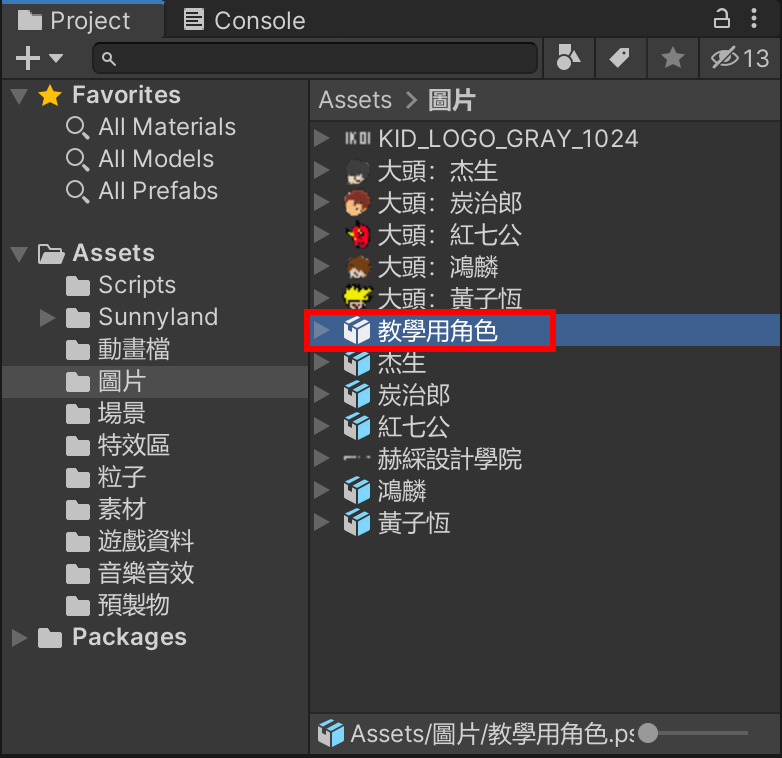 Project
Console
13
Favorites
All Materials
All Models
All Prefabs
Assets
Scripts
Sunnyland
動畫檔
圖片
場景
特效區
粒子
素材
遊戲資料
音樂音效
預製物
Packages
Assets > 圖片
KID_LOGO_GRAY_1024
大頭：杰生
大頭：炭治郎
大頭：紅七公
大頭：鴻麟
大頭：黃子恆
教學用角色
杰生
炭治郎
紅七公
赫綵設計學院
鴻麟
黃子恆
Assets/圖片/教學用角色.ps